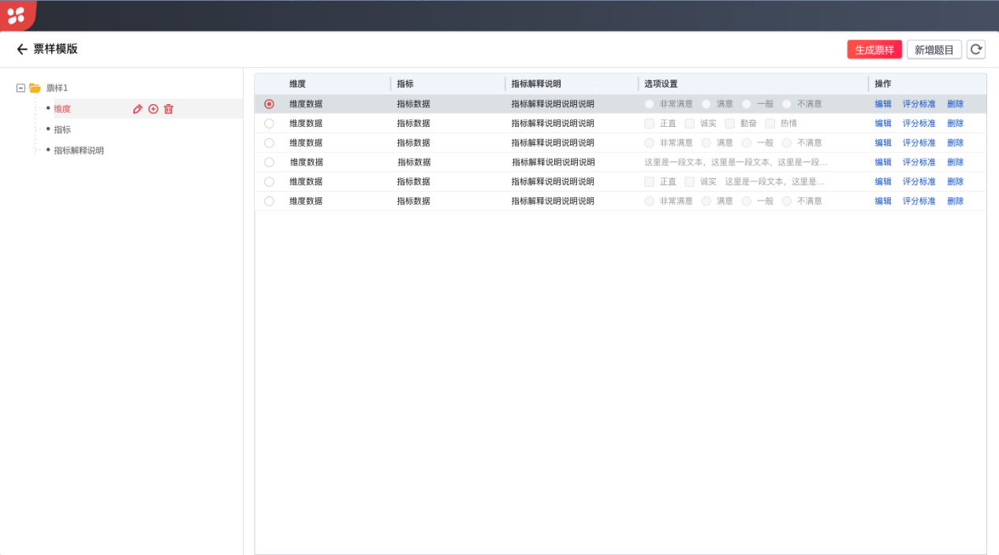 票样模版
生成票样 新增题目
票样1
维度
指标
指标解释说明
维度 指标 指标解释说明 选项设置 操作
维度数据 指标数据 指标解释说明说明说明 非常满意 满意 一般 不满意 编辑 评分标准 删除
维度数据 指标数据 指标解释说明说明说明 正直 诚实 勤奋 热情 编辑 评分标准 删除
维度数据 指标数据 指标解释说明说明说明 非常满意 满意 一般 不满意 编辑 评分标准 删除
维度数据 指标数据 指标解释说明说明说明 这里是一段文本，这里是一段文本，这里是一段... 编辑 评分标准 删除
维度数据 指标数据 指标解释说明说明说明 正直 诚实 这里是一段文本，这里是... 编辑 评分标准 删除
维度数据 指标数据 指标解释说明说明说明 非常满意 满意 一般 不满意 编辑 评分标准 删除